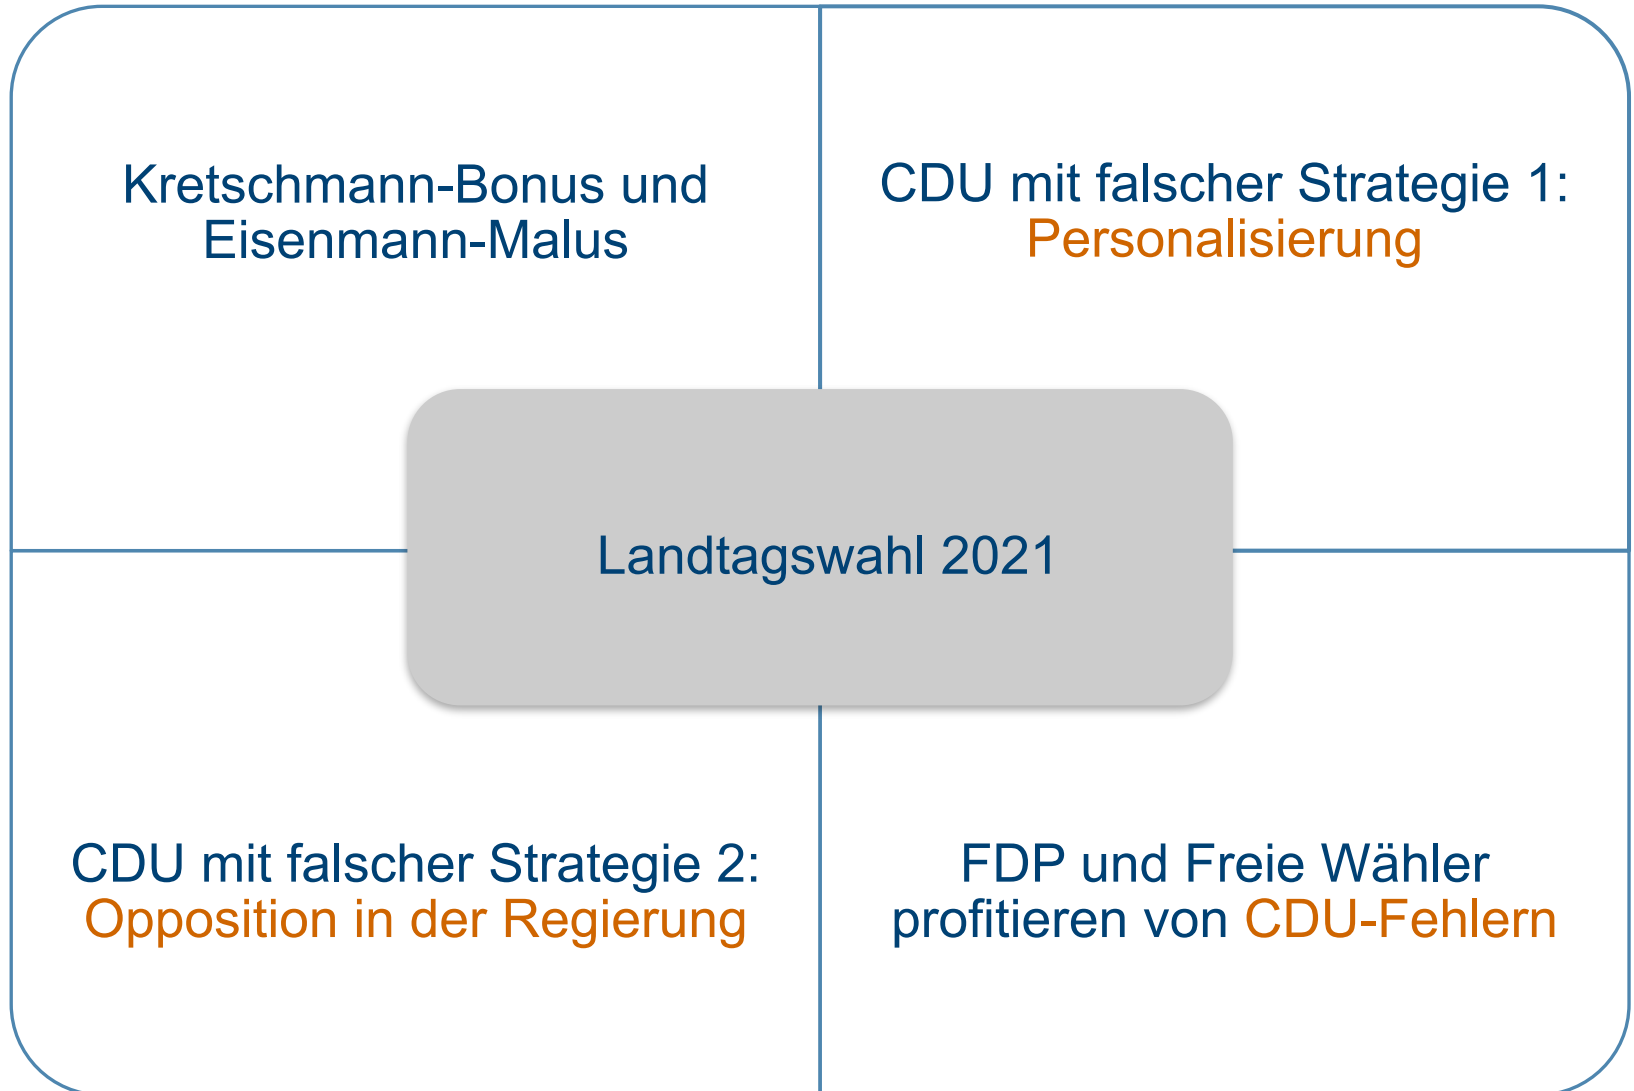 Kretschmann-Bonus und
Eisenmann-Malus
CDU mit falscher Strategie 1:
Personalisierung
Landtagswahl 2021
CDU mit falscher Strategie 2:
Opposition in der Regierung
FDP und Freie Wähler
profitieren von CDU-Fehlern